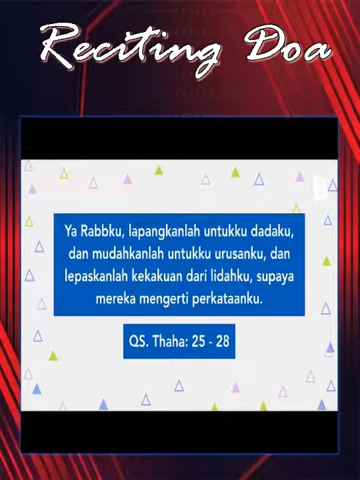 Reciting Doa
Ya Rabbku, lapangkanlah untukku dadaku,
dan mudahkanlah untukku urusanku, dan
lepaskanlah kekakuan dari lidahku, supaya
mereka mengerti perkataanku.
QS. Thaha: 25 - 28